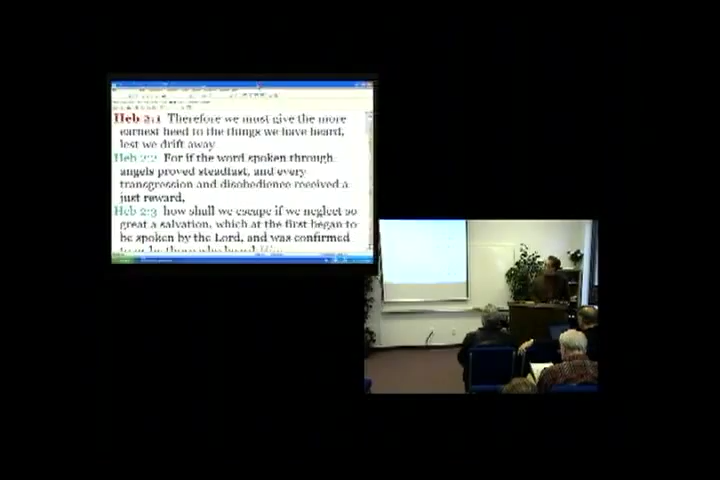 Heb 2:1 Therefore we must give the more
earnest heed to the things we have heard,
lest we drift away
Heb 2:2 For if the word spoken through
angels proved steadfast, and every
transgression and disobedience received a
just reward,
Heb 2:3 how shall we escape if we neglect so
great a salvation, which at the first began to
be spoken by the Lord, and was confirmed